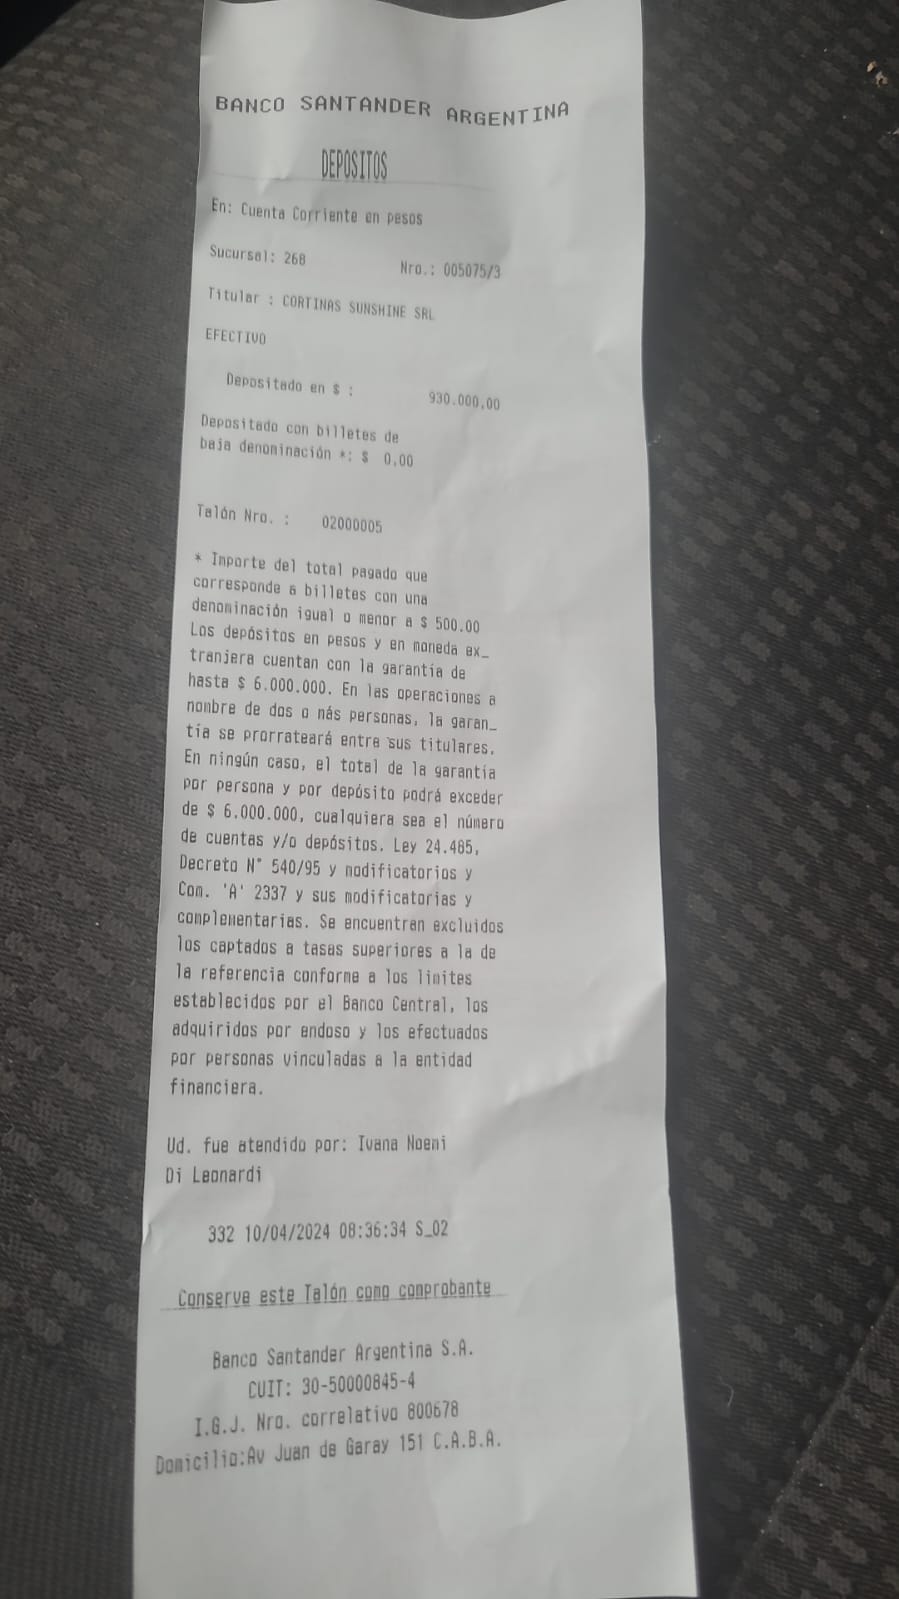 BANCO SANTANDER ARGENTINA
DEPOSITOS
En: Cuenta Corriente en pesos
Sucursal: 268 Nro.: 005075/3
Titular : CORTINAS SUNSHINE SRL
EFECTIVO
Depositado en $ : 930.000,00
Depositado con billetes de
baja denominación *: $ 0,00
Talón Nro. : 02000005
* Importe del total pagado que
corresponde a billetes con una
denominación igual o menor a $ 500.00
Los depósitos en pesos y en moneda ex_
tranjera cuentan con la garantía de
hasta $ 6.000.000. En las operaciones a
nombre de dos o más personas, la garan_
tía se prorrateará entre sus titulares.
En ningún caso, el total de la garantía
por persona y por depósito podrá exceder
de $ 6.000.000, cualquiera sea el número
de cuentas y/o depósitos. Ley 24.485,
Decreto N° 540/95 y modificatorios y
Com. 'A' 2337 y sus modificatorias y
complementarias. Se encuentran excluidos
los captados a tasas superiores a la de
la referencia conforme a los límites
establecidos por el Banco Central, los
adquiridos por endoso y los efectuados
por personas vinculadas a la entidad
financiera.
Ud. fue atendido por: Ivana Noemi
Di Leonardi
332 10/04/2024 08:36:34 S_02
Conserve este Talón como comprobante
Banco Santander Argentina S.A.
CUIT: 30-50000845-4
I.G.J. Nro. correlativo 800678
Domicilio:Av Juan de Garay 151 C.A.B.A.